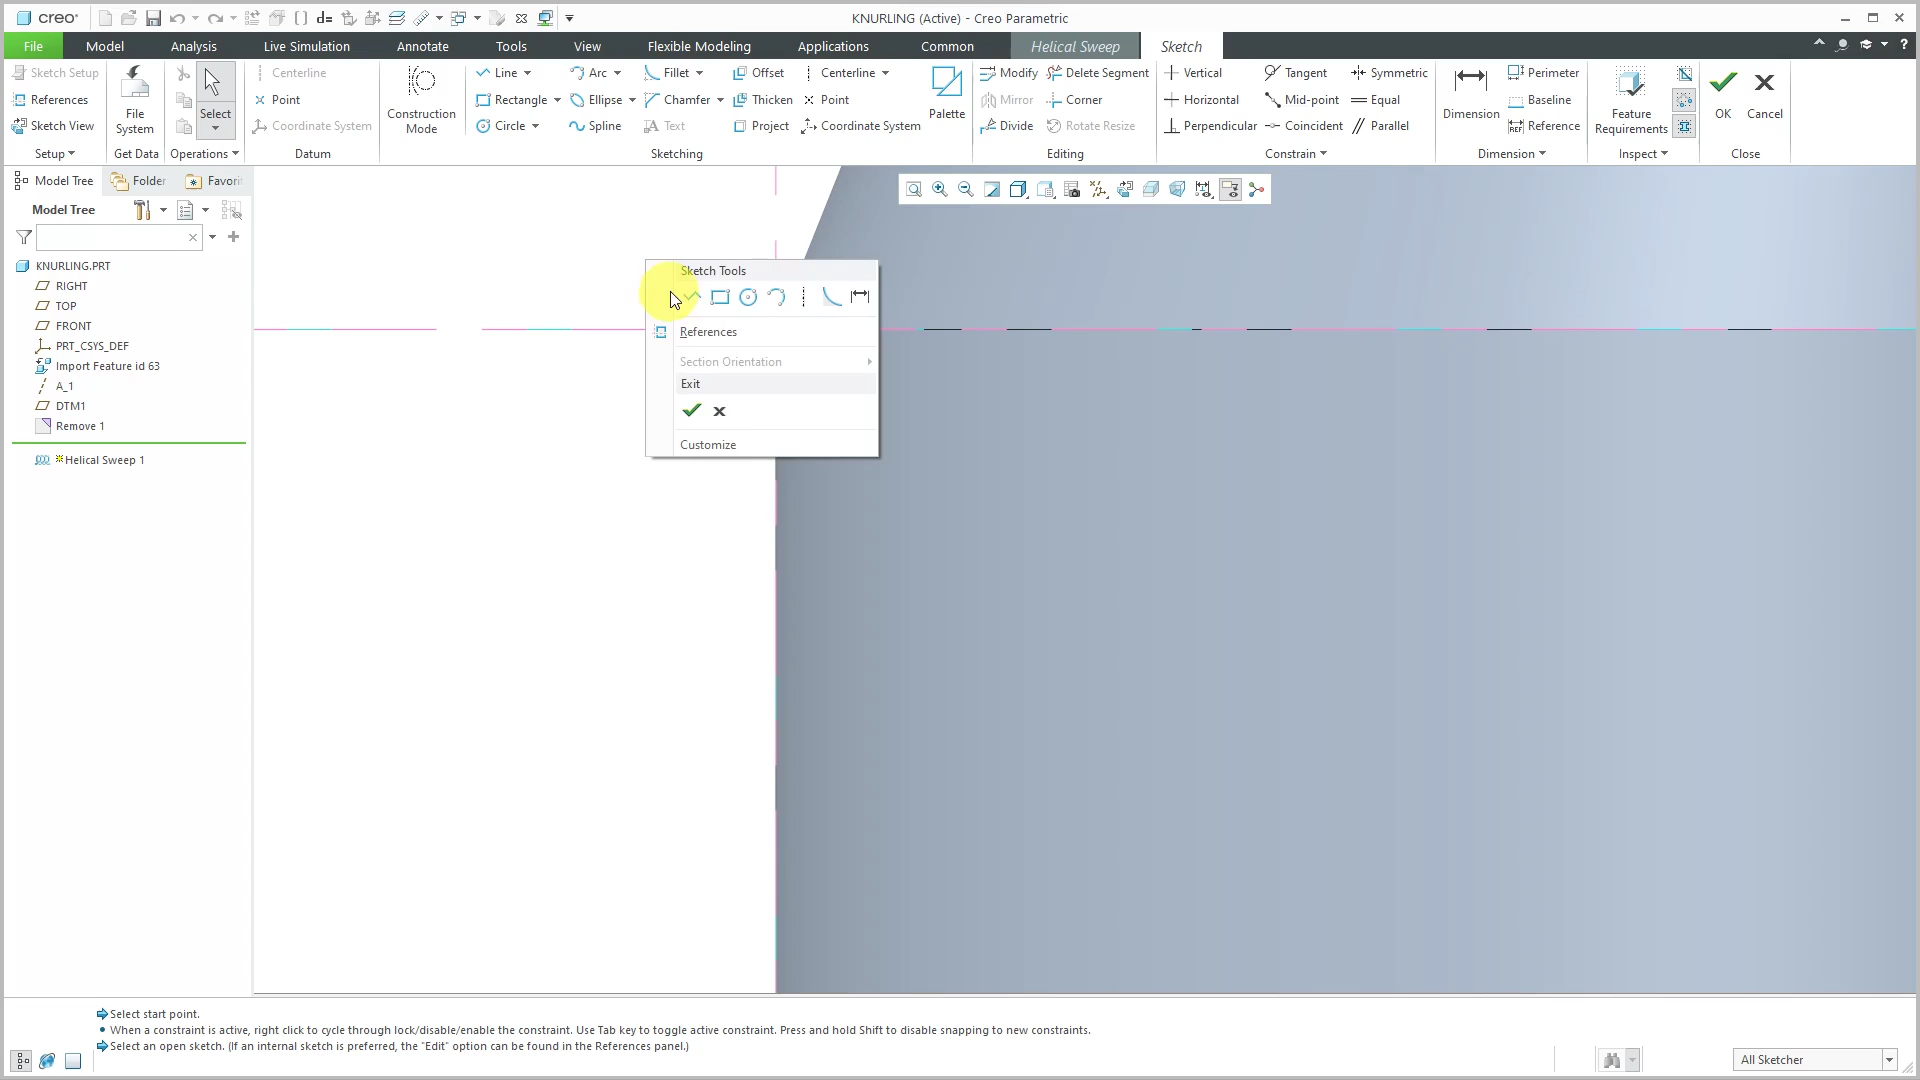 creo
KNURLING (Active) - Creo Parametric
File Model Analysis Live Simulation Annotate Tools View Flexible Modeling Applications Common Helical Sweep Sketch
Sketch Setup
References
Sketch View
Setup
File System
Get Data
Select
Operations
Centerline
Point
Coordinate System
Datum
Construction Mode
Line Arc Fillet Offset Centerline
Rectangle Ellipse Chamfer Thicken Point
Circle Spline Text Project Coordinate System
Palette
Sketching
Modify Delete Segment
Mirror Corner
Divide Rotate Resize
Editing
Vertical Tangent Symmetric
Horizontal Mid-point Equal
Perpendicular Coincident Parallel
Constrain
Dimension
Perimeter
Baseline
Reference
Dimension
Feature Requirements
Inspect
OK
Cancel
Close
Model Tree Folder Favori
Model Tree
KNURLING.PRT
RIGHT
TOP
FRONT
PRT_CSYS_DEF
Import Feature id 63
A_1
DTM1
Remove 1
Helical Sweep 1
Sketch Tools
References
Section Orientation
Exit
Customize
Select start point.
When a constraint is active, right click to cycle through lock/disable/enable the constraint. Use Tab key to toggle active constraint. Press and hold Shift to disable snapping to new constraints.
Select an open sketch. (If an internal sketch is preferred, the "Edit" option can be found in the References panel.)
All Sketcher